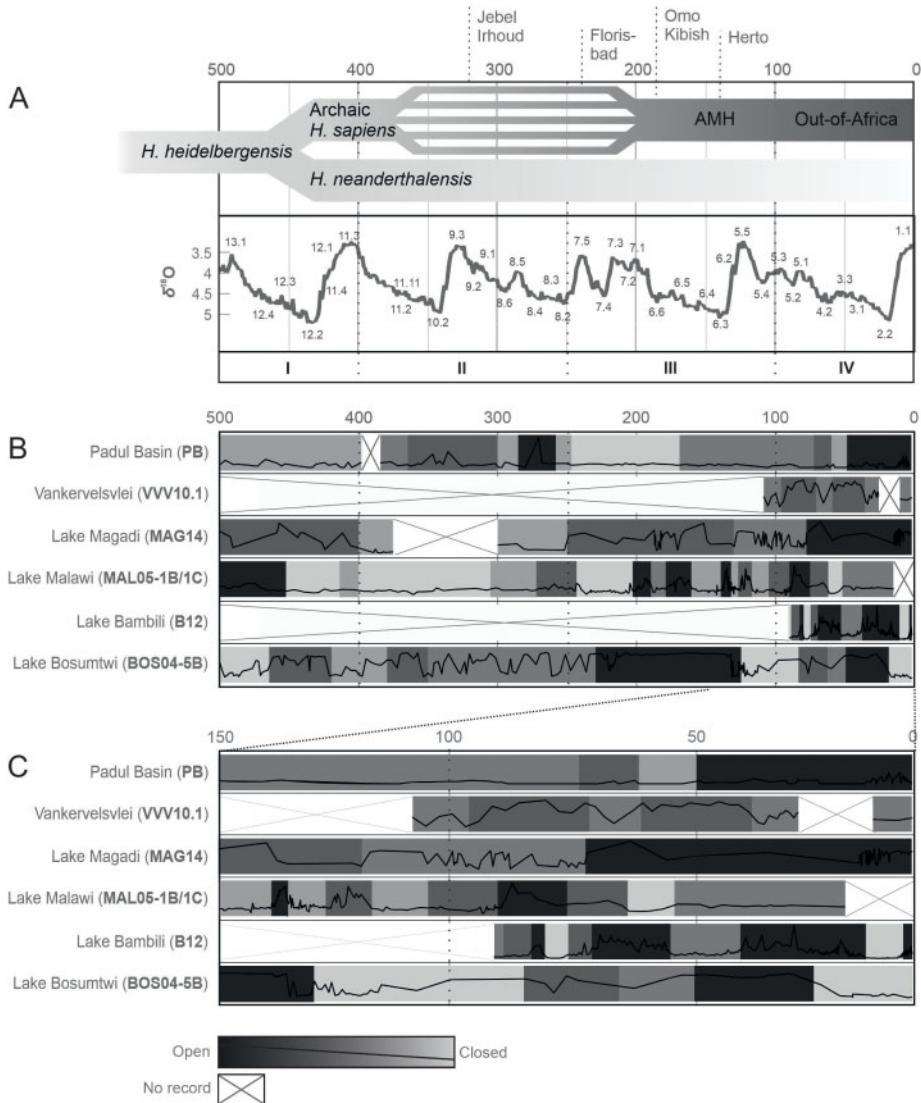 Jebel Irhoud
Floris-bad
Omo Kibish
Herto
500 400 300 200 100 0
A
Archaic H. sapiens
AMH
Out-of-Africa
H. heidelbergensis
H. neanderthalensis
δ¹⁸O
3.5
4
4.5
5
13.1 12.3 12.4 12.2 12.1 11.4 11.3 11.11 11.2 10.2 9.3 9.2 9.1 8.6 8.5 8.4 8.3 8.2 7.5 7.4 7.3 7.2 7.1 6.6 6.5 6.4 6.3 6.2 5.5 5.4 5.3 5.2 5.1 4.2 3.3 3.1 2.2 1.1
I II III IV
500 400 300 200 100 0
B
Padul Basin (PB)
Vankervelsvlei (VVV10.1)
Lake Magadi (MAG14)
Lake Malawi (MAL05-1B/1C)
Lake Bambili (B12)
Lake Bosumtwi (BOS04-5B)
500 400 300 200 100 0
150 100 50 0
C
Padul Basin (PB)
Vankervelsvlei (VVV10.1)
Lake Magadi (MAG14)
Lake Malawi (MAL05-1B/1C)
Lake Bambili (B12)
Lake Bosumtwi (BOS04-5B)
Open Closed
No record